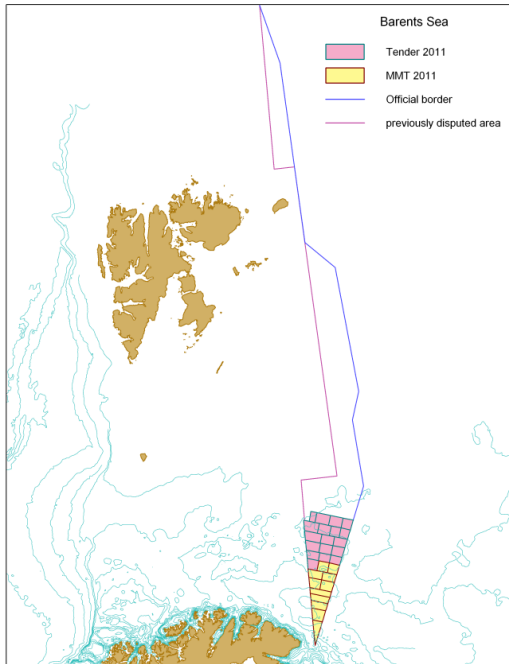 Barents Sea
Tender 2011
MMT 2011
Official border
previously disputed area